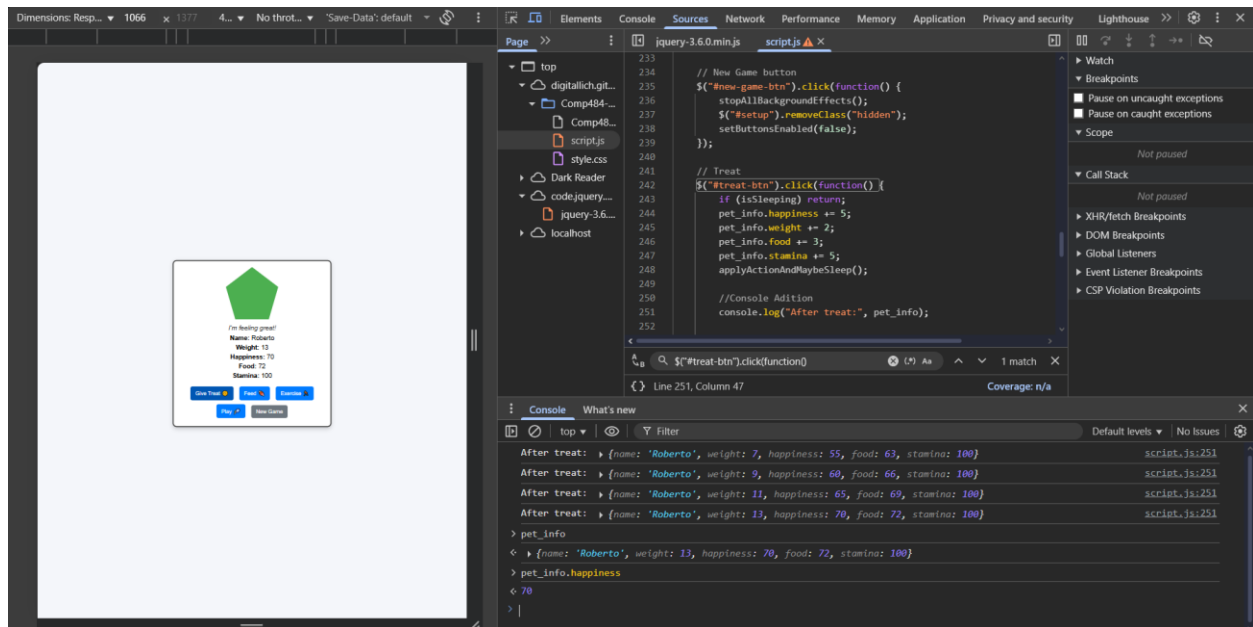 Dimensions: Resp... 1066 x 1377 4... No throt... 'Save-Data': default
Elements Console Sources Network Performance Memory Application Privacy and security Lighthouse
Page
jquery-3.6.0.min.js script.js
top
digitallich.git...
Comp484-...
Comp48...
script.js
style.css
Dark Reader
code.jquery....
jquery-3.6....
localhost
233
234 // New Game button
235 $("#new-game-btn").click(function() {
236 stopAllBackgroundEffects();
237 $("#setup").removeClass("hidden");
238 setButtonsEnabled(false);
239 });
240
241 // Treat
242 $("#treat-btn").click(function() {
243 if (isSleeping) return;
244 pet_info.happiness += 5;
245 pet_info.weight += 2;
246 pet_info.food += 3;
247 pet_info.stamina += 5;
248 applyActionAndMaybeSleep();
249
250 //Console Adition
251 console.log("After treat:", pet_info);
252
$("#treat-btn").click(function() (.*) Aa 1 match
{} Line 251, Column 47 Coverage: n/a
Watch
Breakpoints
Pause on uncaught exceptions
Pause on caught exceptions
Scope
Not paused
Call Stack
Not paused
XHR/fetch Breakpoints
DOM Breakpoints
Global Listeners
Event Listener Breakpoints
CSP Violation Breakpoints
I'm feeling great!
Name: Roberto
Weight: 13
Happiness: 70
Food: 72
Stamina: 100
Give Treat Feed Exercise
Play New Game
Console What's new
top Filter Default levels No Issues
After treat: {name: 'Roberto', weight: 7, happiness: 55, food: 63, stamina: 100} script.js:251
After treat: {name: 'Roberto', weight: 9, happiness: 60, food: 66, stamina: 100} script.js:251
After treat: {name: 'Roberto', weight: 11, happiness: 65, food: 69, stamina: 100} script.js:251
After treat: {name: 'Roberto', weight: 13, happiness: 70, food: 72, stamina: 100} script.js:251
> pet_info
{name: 'Roberto', weight: 13, happiness: 70, food: 72, stamina: 100}
> pet_info.happiness
70
>